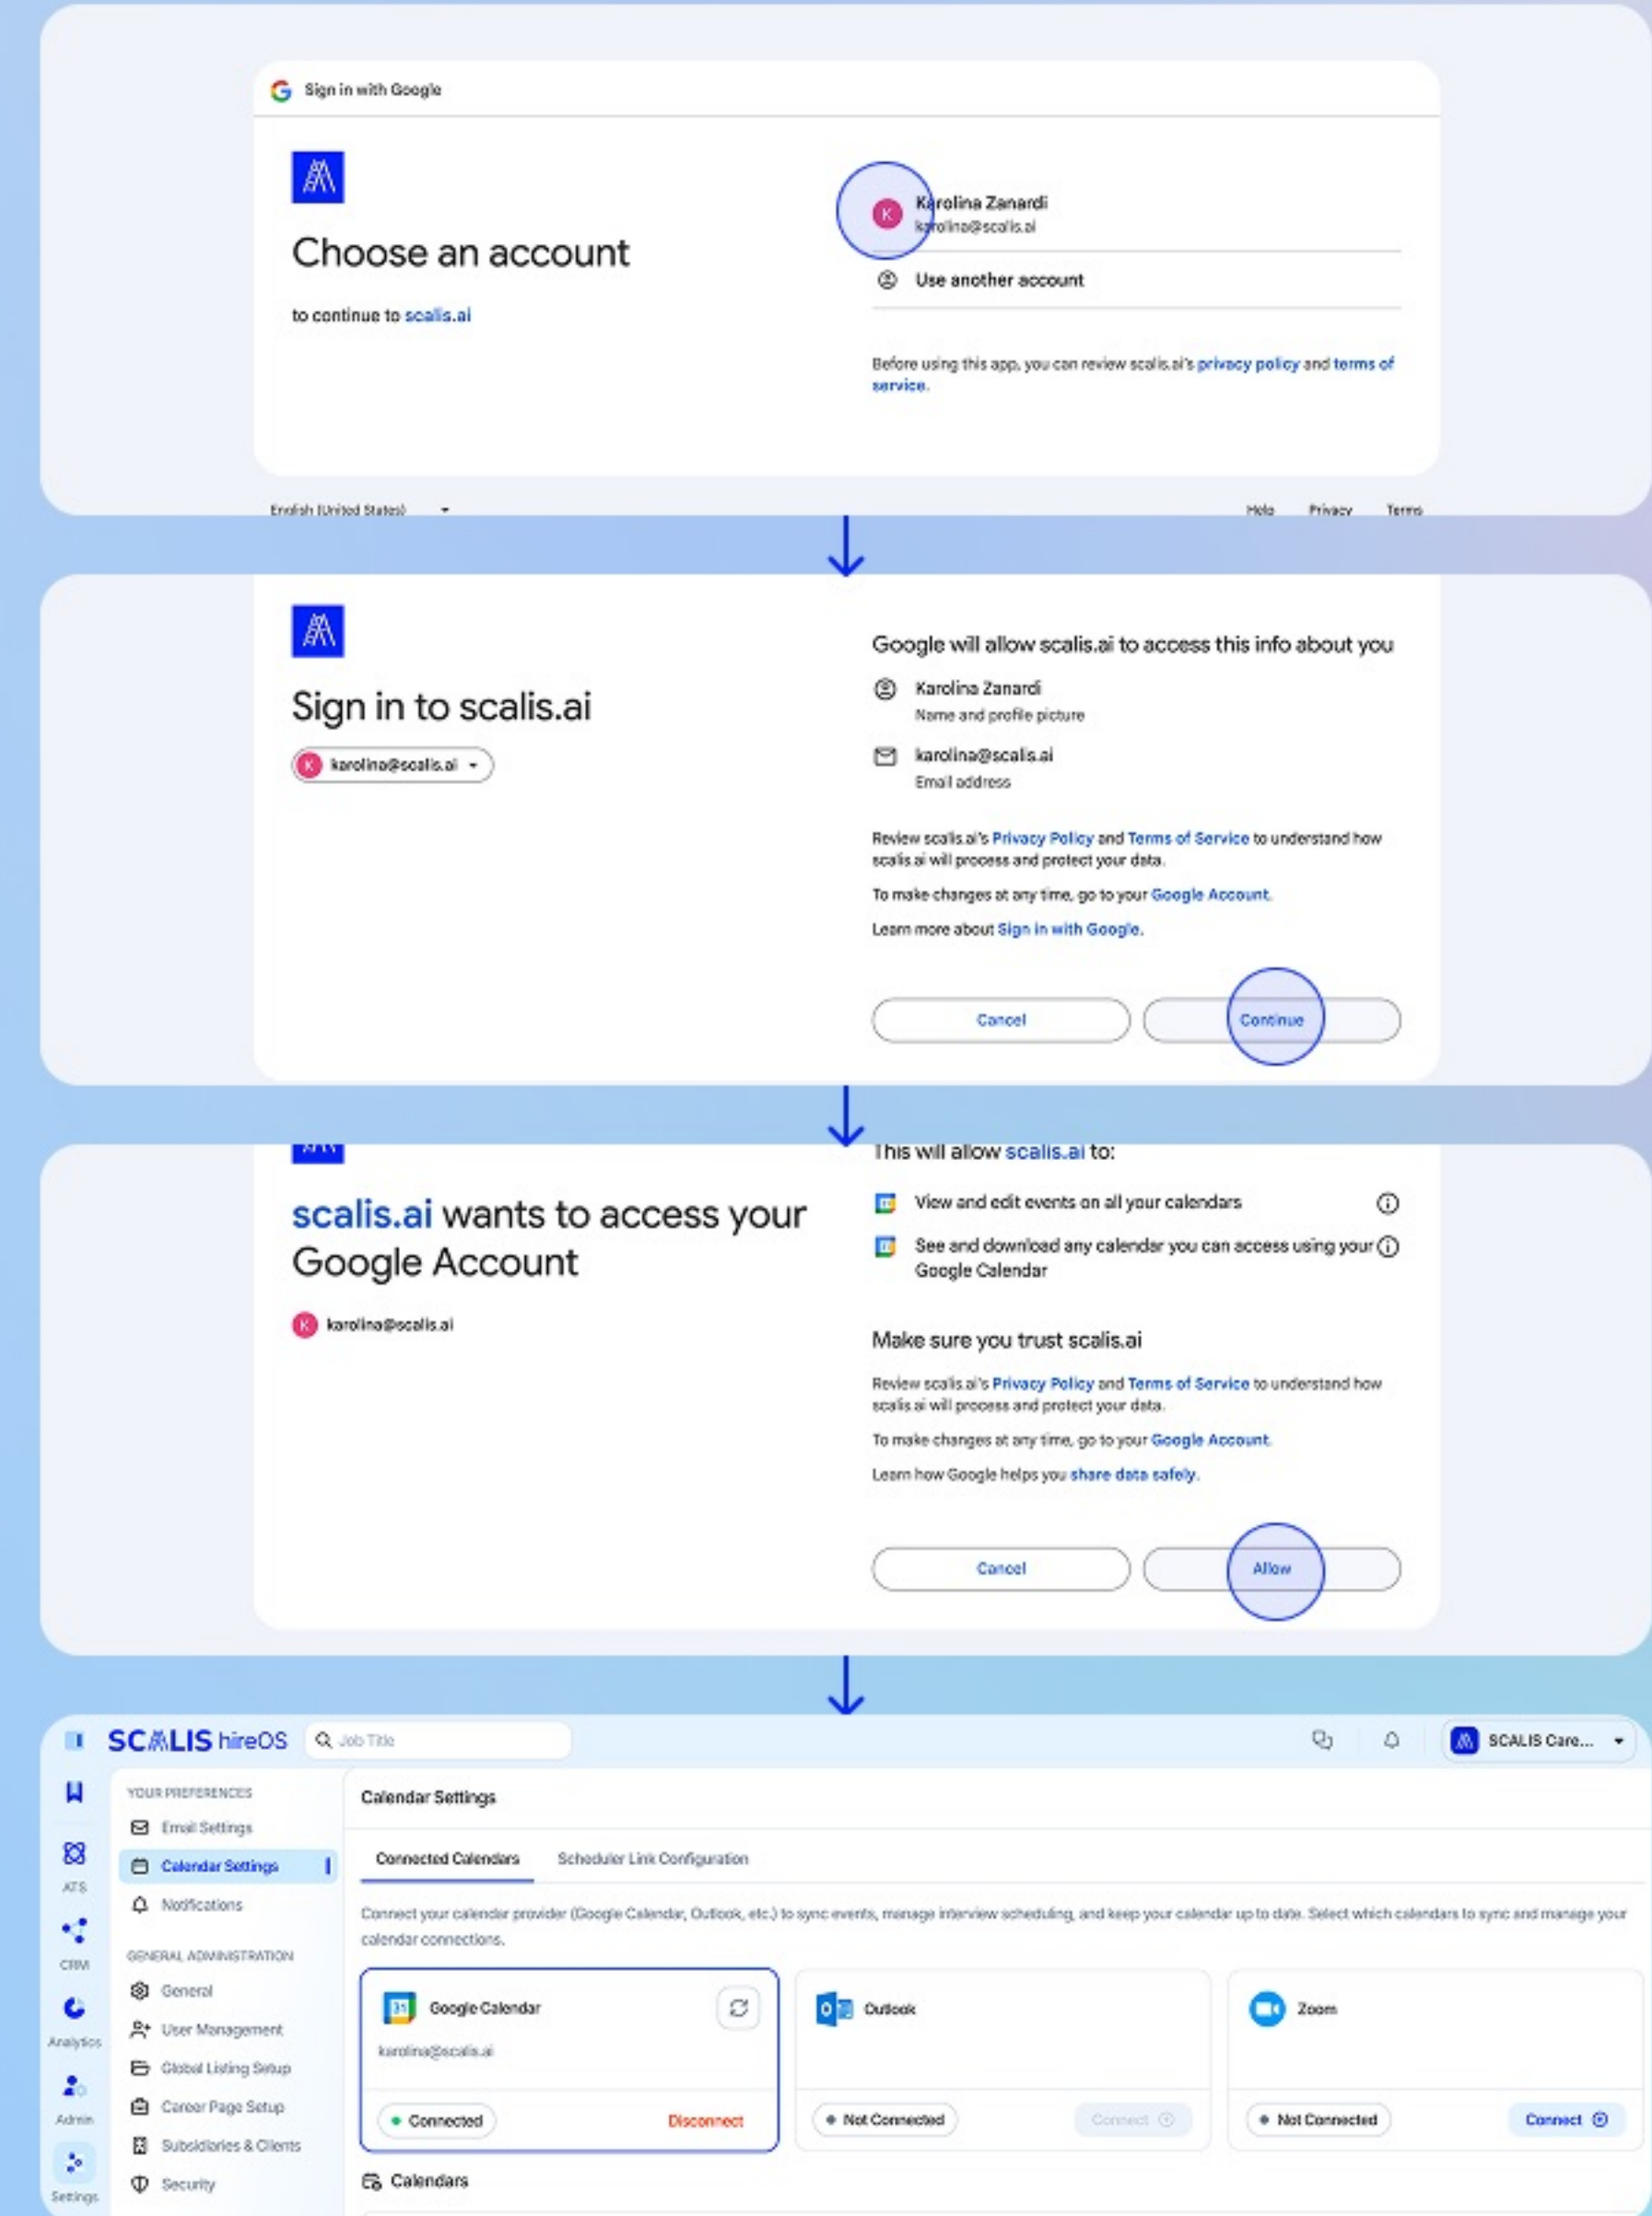 Sign in with Google
Choose an account
to continue to scalis.ai
K
Karolina Zanardi
karolina@scalis.ai
Use another account
Before using this app, you can review scalis.ai's privacy policy and terms of
service.
English (United States)
Help Privacy Terms
Sign in to scalis.ai
K karolina@scalis.ai
Google will allow scalis.ai to access this info about you
Karolina Zanardi
Name and profile picture
karolina@scalis.ai
Email address
Review scalis.ai's Privacy Policy and Terms of Service to understand how
scalis.ai will process and protect your data.
To make changes at any time, go to your Google Account.
Learn more about Sign in with Google.
Cancel Continue
scalis.ai wants to access your
Google Account
K karolina@scalis.ai
This will allow scalis.ai to:
View and edit events on all your calendars
See and download any calendar you can access using your
Google Calendar
Make sure you trust scalis.ai
Review scalis.ai's Privacy Policy and Terms of Service to understand how
scalis.ai will process and protect your data.
To make changes at any time, go to your Google Account.
Learn how Google helps you share data safely.
Cancel Allow
SCALIS hireOS
Job Title
SCALIS Care...
ATS
CRM
Analytics
Admin
Settings
YOUR PREFERENCES
Email Settings
Calendar Settings
Notifications
GENERAL ADMINISTRATION
General
User Management
Global Listing Setup
Career Page Setup
Subsidiaries & Clients
Security
Calendar Settings
Connected Calendars Scheduler Link Configuration
Connect your calendar provider (Google Calendar, Outlook, etc.) to sync events, manage interview scheduling, and keep your calendar up to date. Select which calendars to sync and manage your
calendar connections.
31 Google Calendar
karolina@scalis.ai
Connected Disconnect
Outlook
Not Connected Connect
Zoom
Not Connected Connect
Calendars